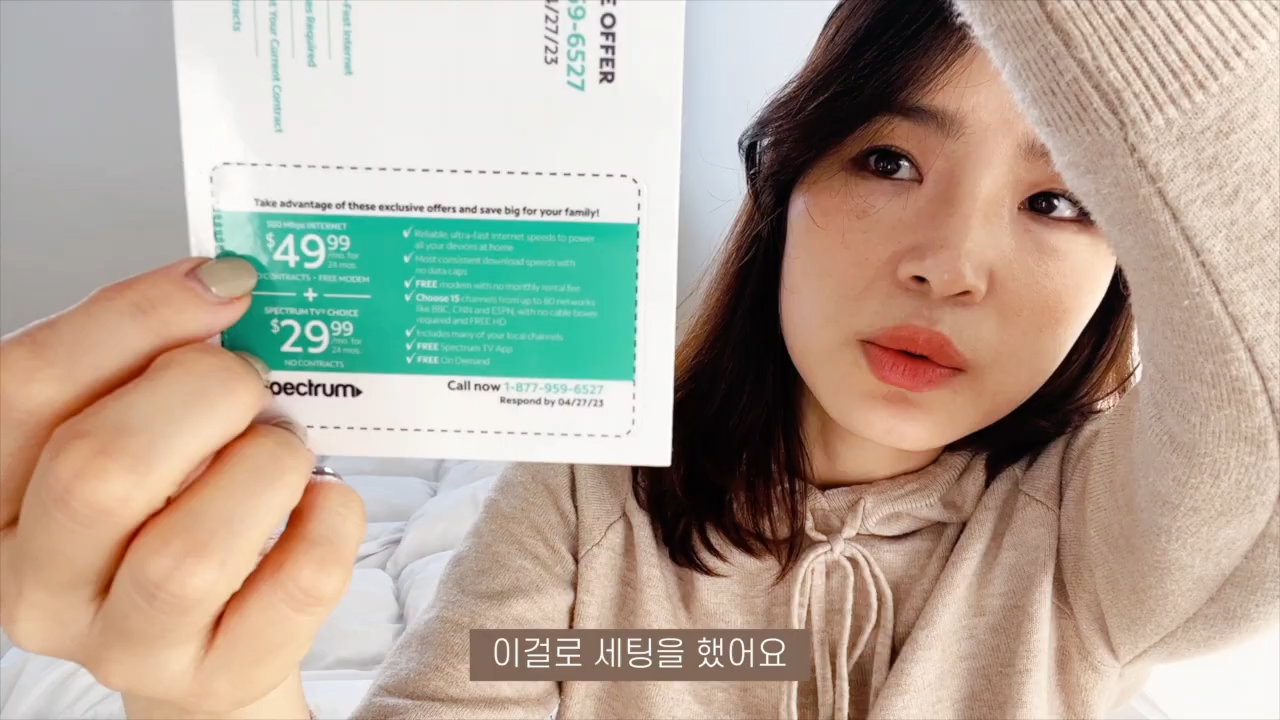 E OFFER
59-6527
4/27/23
-Fast Internet
Required
t Your Current Contract
tracts
Take advantage of these exclusive offers and save big for your family!
300 Mbps INTERNET
$49.99
/mo. for
24 mos.
CONTRACTS • FREE MODEM
+
SPECTRUM TV® CHOICE
$29.99
/mo. for
24 mos.
NO CONTRACTS
✓ Reliable, ultra-fast internet speeds to power
all your devices at home
✓ Most consistent download speeds with
no data caps
✓ FREE modem with no monthly rental fee
✓ Choose 15 channels from up to 80 networks
like BBC, CNN and ESPN, with no cable boxes
required and FREE HD
✓ Includes many of your local channels
✓ FREE Spectrum TV App
✓ FREE On Demand
pectrum▸
Call now 1-877-959-6527
Respond by 04/27/23
이걸로 세팅을 했어요